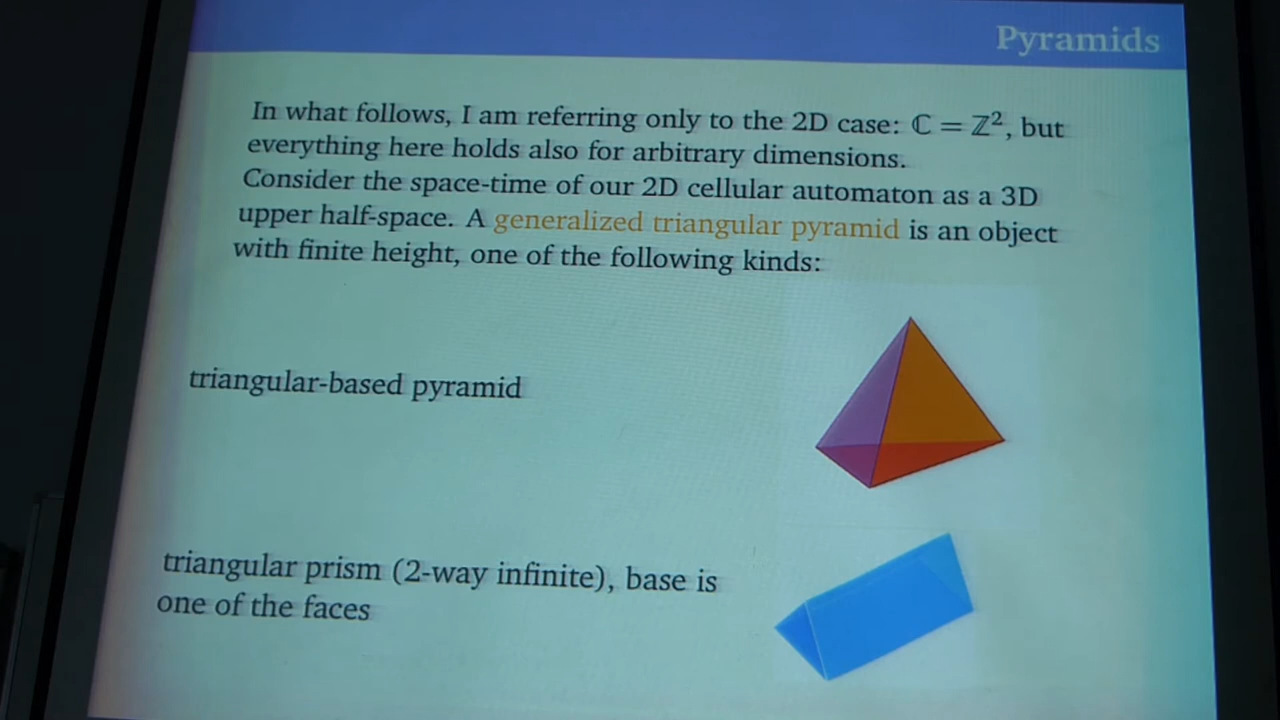 Pyramids
In what follows, I am referring only to the 2D case: ℂ = ℤ², but
everything here holds also for arbitrary dimensions.
Consider the space-time of our 2D cellular automaton as a 3D
upper half-space. A generalized triangular pyramid is an object
with finite height, one of the following kinds:
triangular-based pyramid
triangular prism (2-way infinite), base is
one of the faces